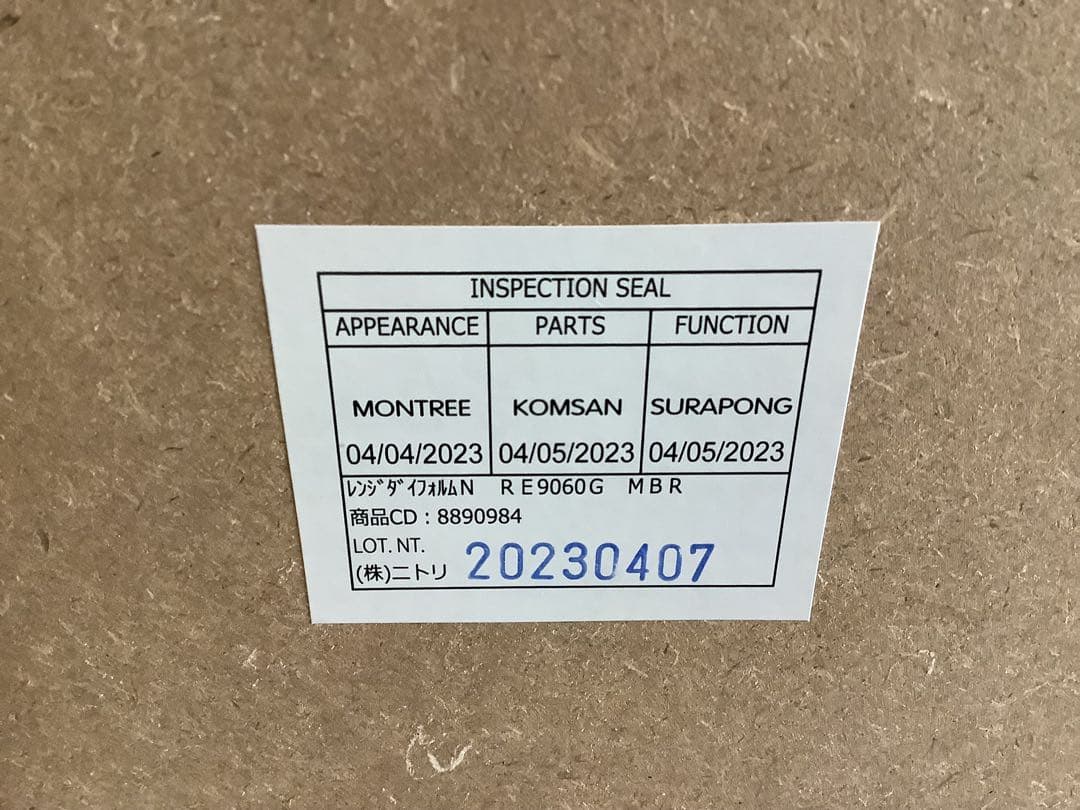 INSPECTION SEAL
APPEARANCE PARTS FUNCTION
MONTREE KOMSAN SURAPONG
04/04/2023 04/05/2023 04/05/2023
ﾚﾝｼﾞﾀﾞｲﾌｫﾙﾑN RE9060G MBR
商品CD：8890984
LOT. NT. 20230407
(株)ニトリ